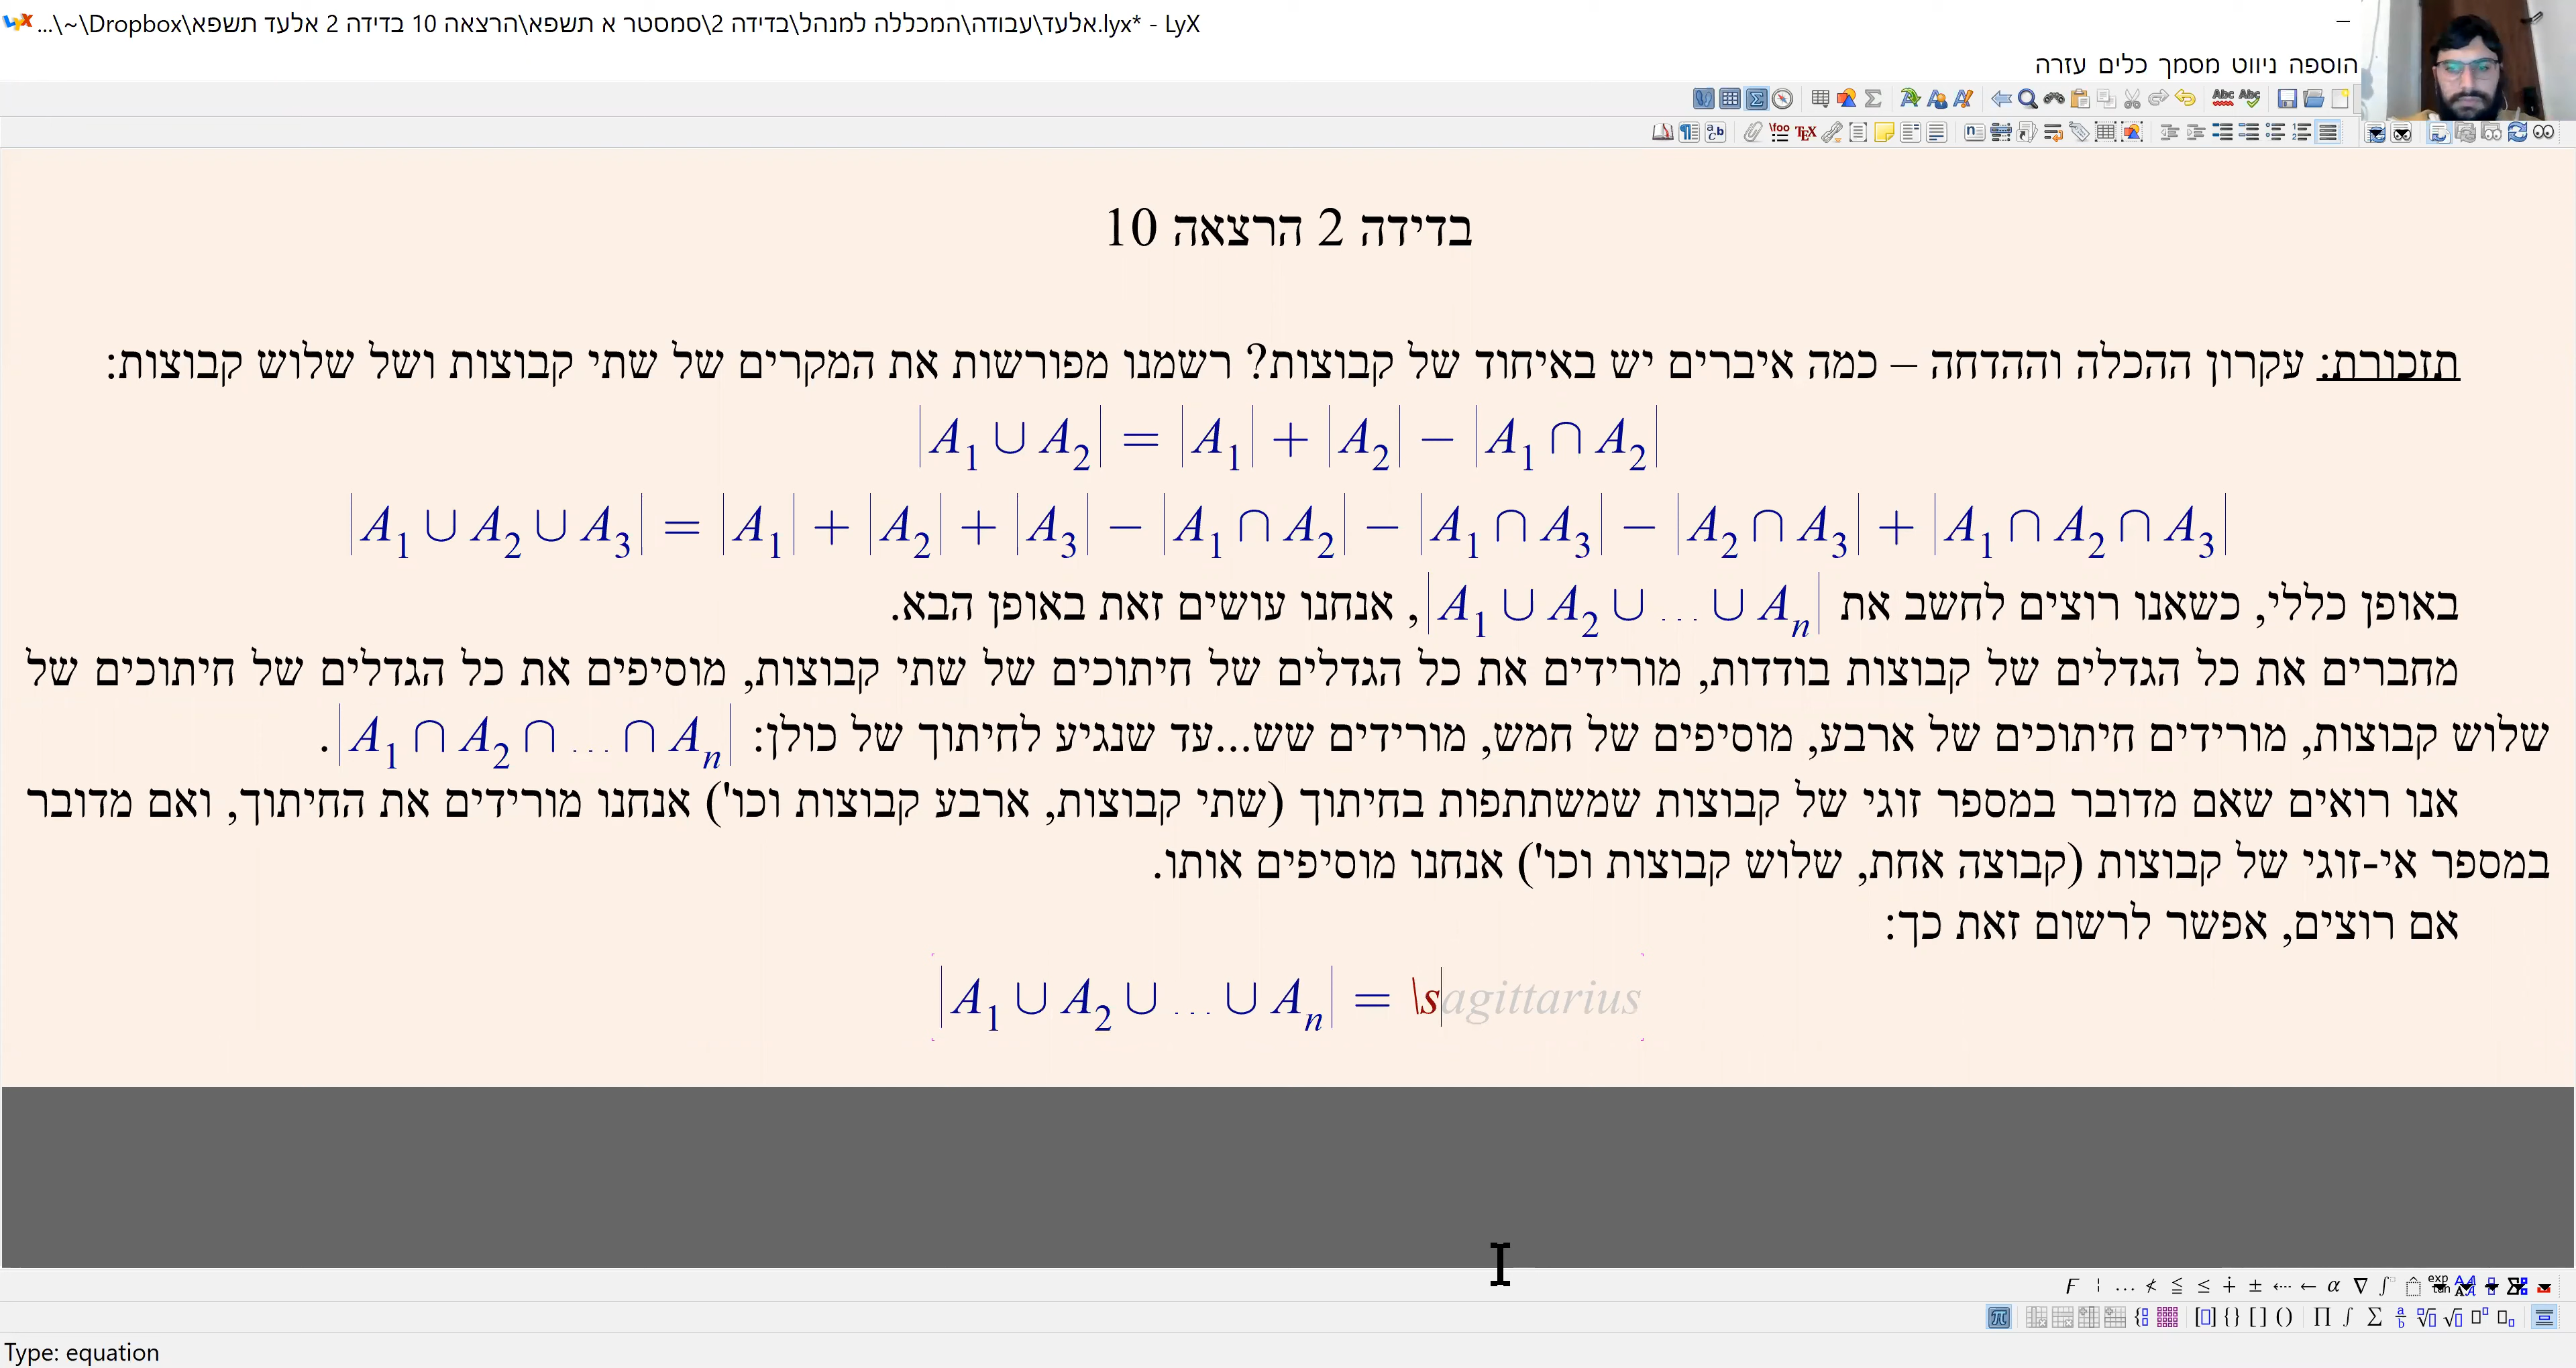 ...\~\Dropbox\אלעד\עבודה\המכללה למנהל\בדידה 2\סמסטר א תשפא\הרצאה 10 בדידה 2 אלעד תשפא.lyx* - LyX
הוספה ניווט מסמך כלים עזרה
בדידה 2 הרצאה 10
תזכורת: עקרון ההכלה וההדחה – כמה איברים יש באיחוד של קבוצות? רשמנו מפורשות את המקרים של שתי קבוצות ושל שלוש קבוצות:
|A₁ ∪ A₂| = |A₁| + |A₂| − |A₁ ∩ A₂|
|A₁ ∪ A₂ ∪ A₃| = |A₁| + |A₂| + |A₃| − |A₁ ∩ A₂| − |A₁ ∩ A₃| − |A₂ ∩ A₃| + |A₁ ∩ A₂ ∩ A₃|
באופן כללי, כשאנו רוצים לחשב את |A₁ ∪ A₂ ∪ … ∪ Aₙ|, אנחנו עושים זאת באופן הבא.
מחברים את כל הגדלים של קבוצות בודדות, מורידים את כל הגדלים של חיתוכים של שתי קבוצות, מוסיפים את כל הגדלים של חיתוכים של
שלוש קבוצות, מורידים חיתוכים של ארבע, מוסיפים של חמש, מורידים שש...עד שנגיע לחיתוך של כולן: |A₁ ∩ A₂ ∩ … ∩ Aₙ|.
אנו רואים שאם מדובר במספר זוגי של קבוצות שמשתתפות בחיתוך (שתי קבוצות, ארבע קבוצות וכו') אנחנו מורידים את החיתוך, ואם מדובר
במספר אי-זוגי של קבוצות (קבוצה אחת, שלוש קבוצות וכו') אנחנו מוסיפים אותו.
אם רוצים, אפשר לרשום זאת כך:
|A₁ ∪ A₂ ∪ … ∪ Aₙ| = \sagittarius
Type: equation